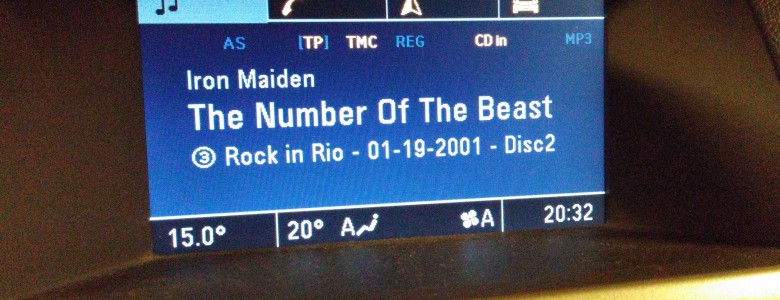 AS [TP] TMC REG CD in MP3
Iron Maiden
The Number Of The Beast
③ Rock in Rio - 01-19-2001 - Disc2
15.0° 20° A A 20:32